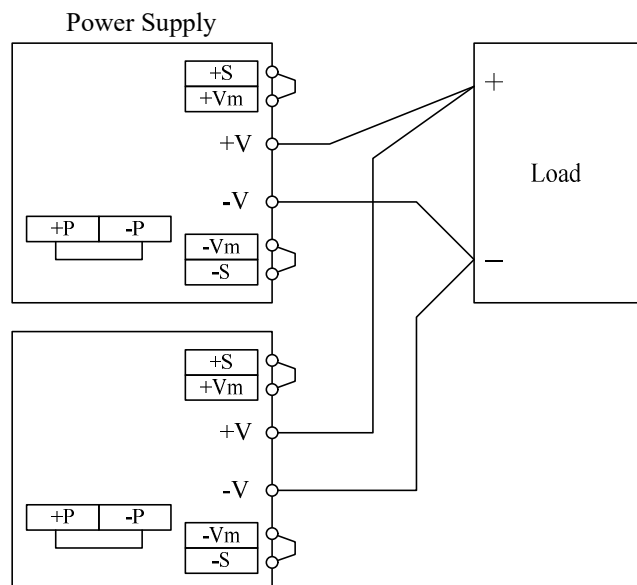 Power Supply
+S
+Vm
+V
-V
+P -P
-Vm
-S
+
Load
–
+S
+Vm
+V
-V
+P -P
-Vm
-S